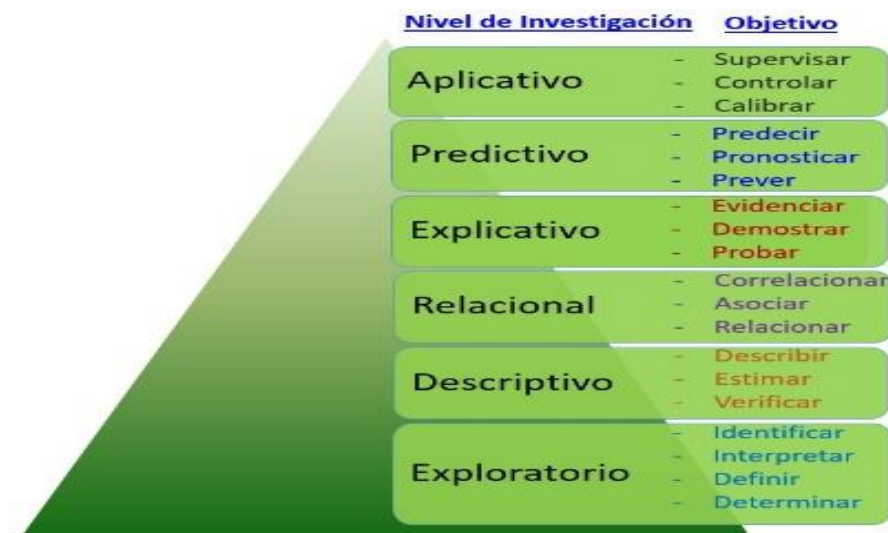 Nivel de Investigación Objetivo
Aplicativo
- Supervisar
- Controlar
- Calibrar
Predictivo
- Predecir
- Pronosticar
- Prever
Explicativo
- Evidenciar
- Demostrar
- Probar
Relacional
- Correlacionar
- Asociar
- Relacionar
Descriptivo
- Describir
- Estimar
- Verificar
Exploratorio
- Identificar
- Interpretar
- Definir
- Determinar